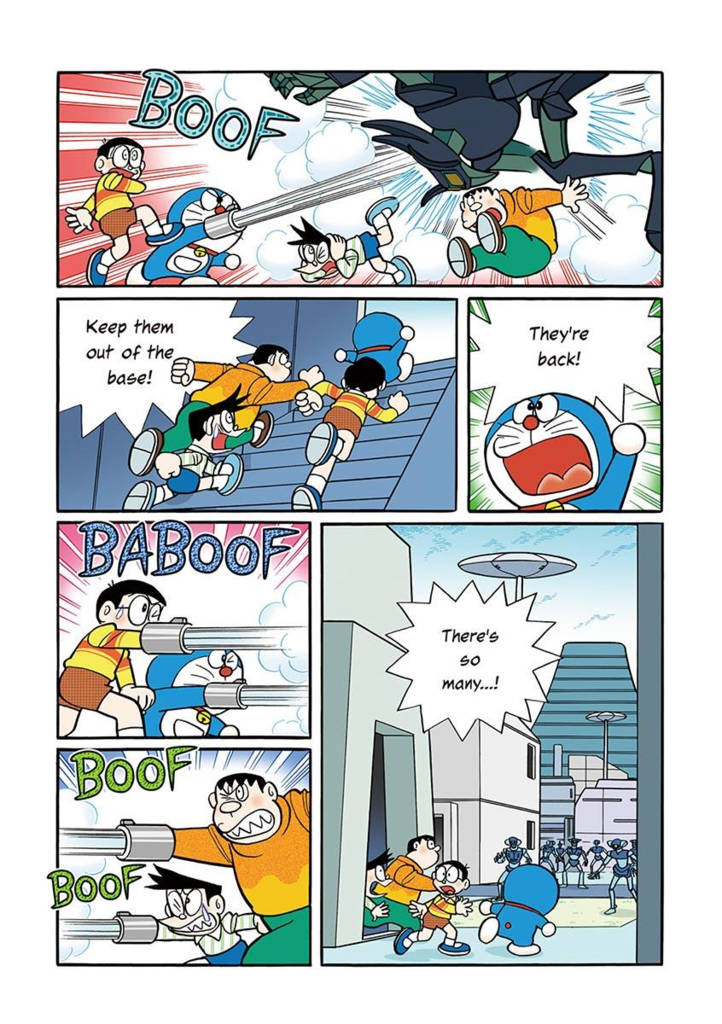 BOOF
Keep them
out of the
base!
They're
back!
BABOOF
There's
so
many...!
BOOF
BOOF